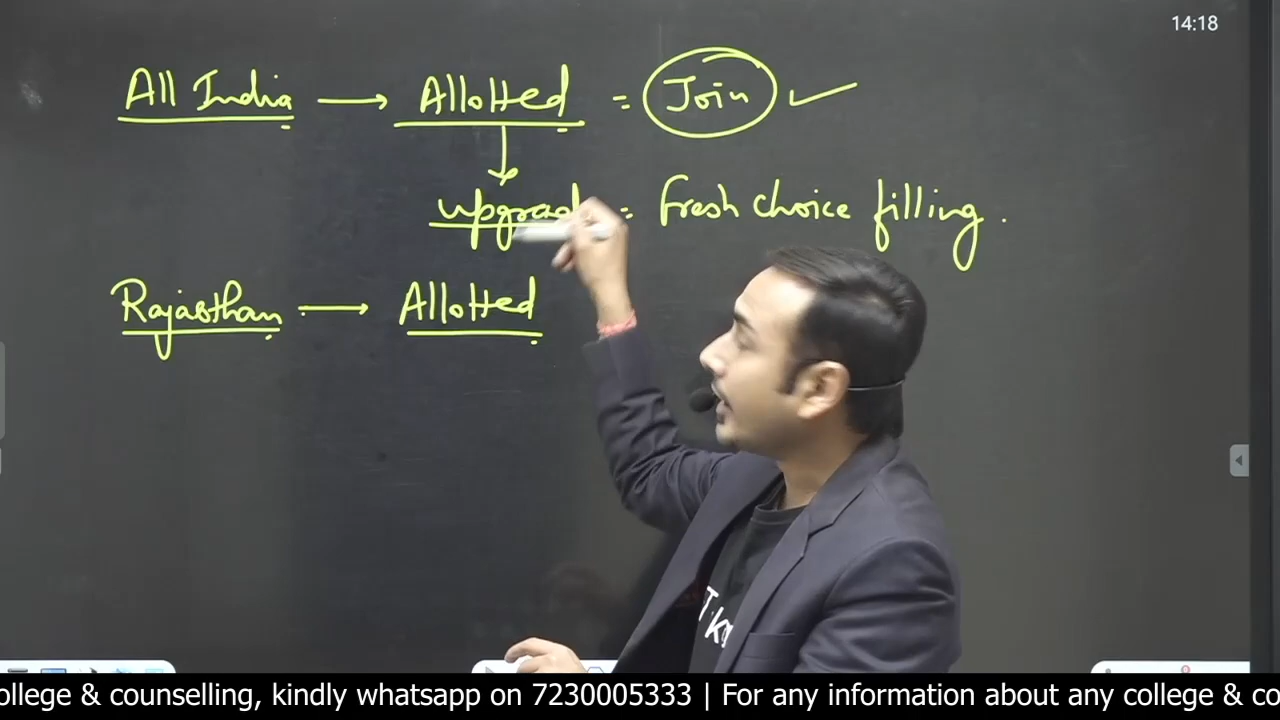 14:18
All India → Allotted = Join ✓
↓
upgrad = fresh choice filling.
Rajasthan → Allotted
ollege & counselling, kindly whatsapp on 7230005333 | For any information about any college & co